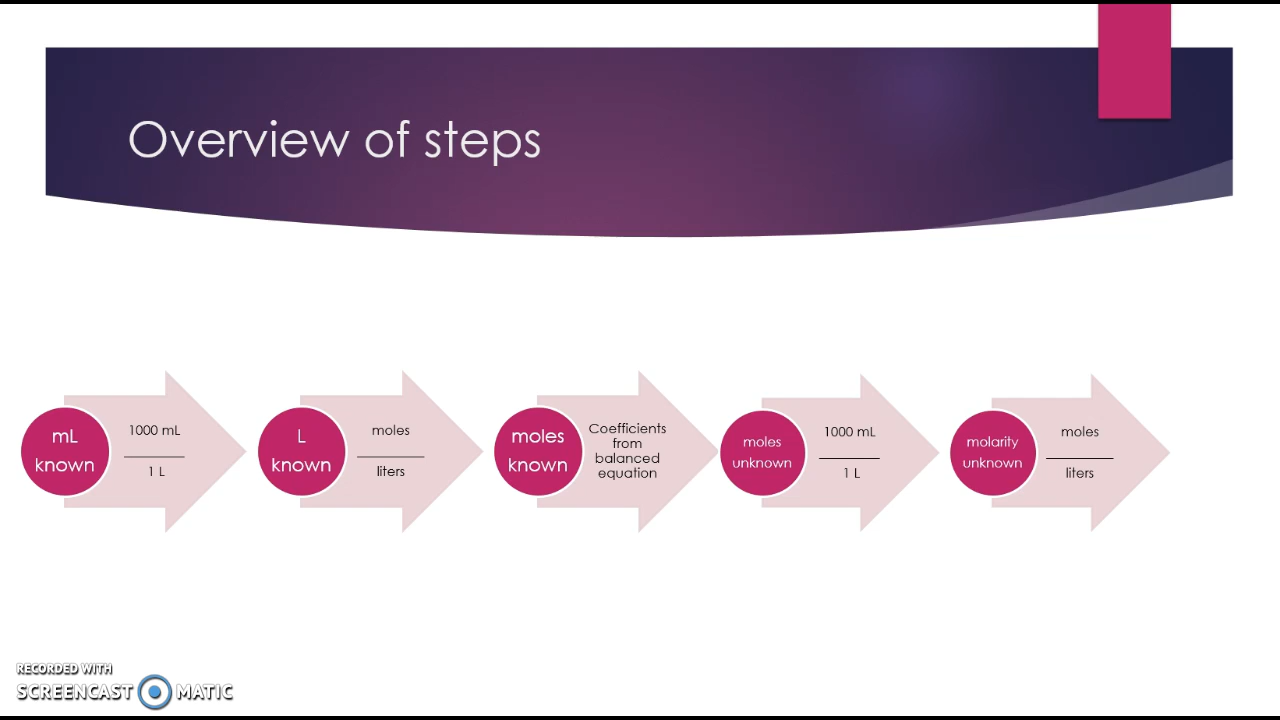 Overview of steps
mL
known
1000 mL
1 L
L
known
moles
liters
moles
known
Coefficients
from
balanced
equation
moles
unknown
1000 mL
1 L
molarity
unknown
moles
liters
RECORDED WITH
SCREENCAST MATIC